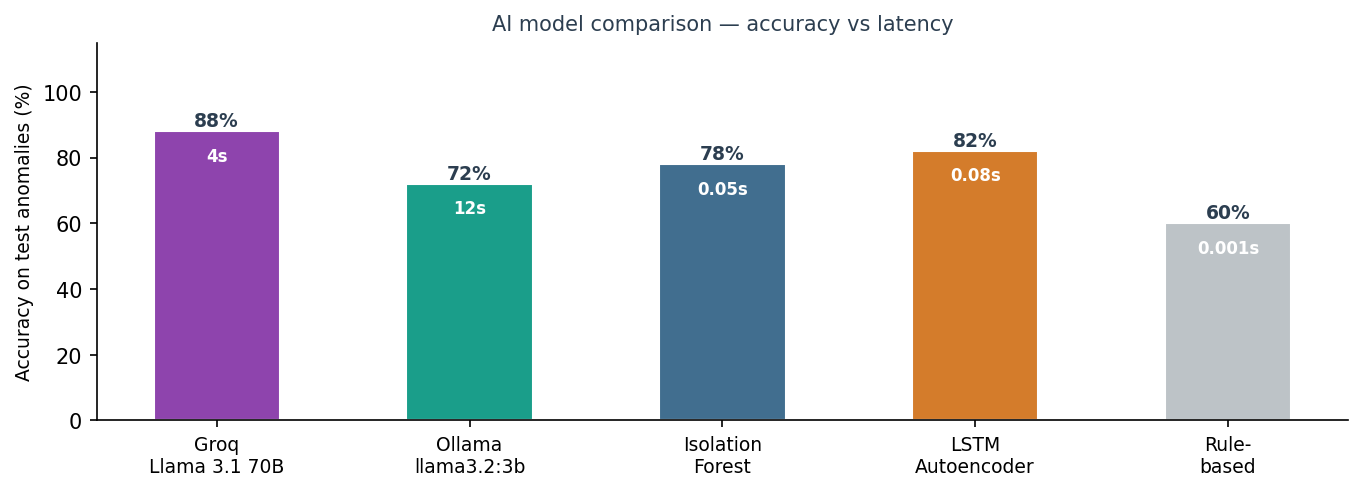 AI model comparison — accuracy vs latency
Accuracy on test anomalies (%)
100
80
60
40
20
0
88%
4s
72%
12s
78%
0.05s
82%
0.08s
60%
0.001s
Groq
Llama 3.1 70B
Ollama
llama3.2:3b
Isolation
Forest
LSTM
Autoencoder
Rule-
based